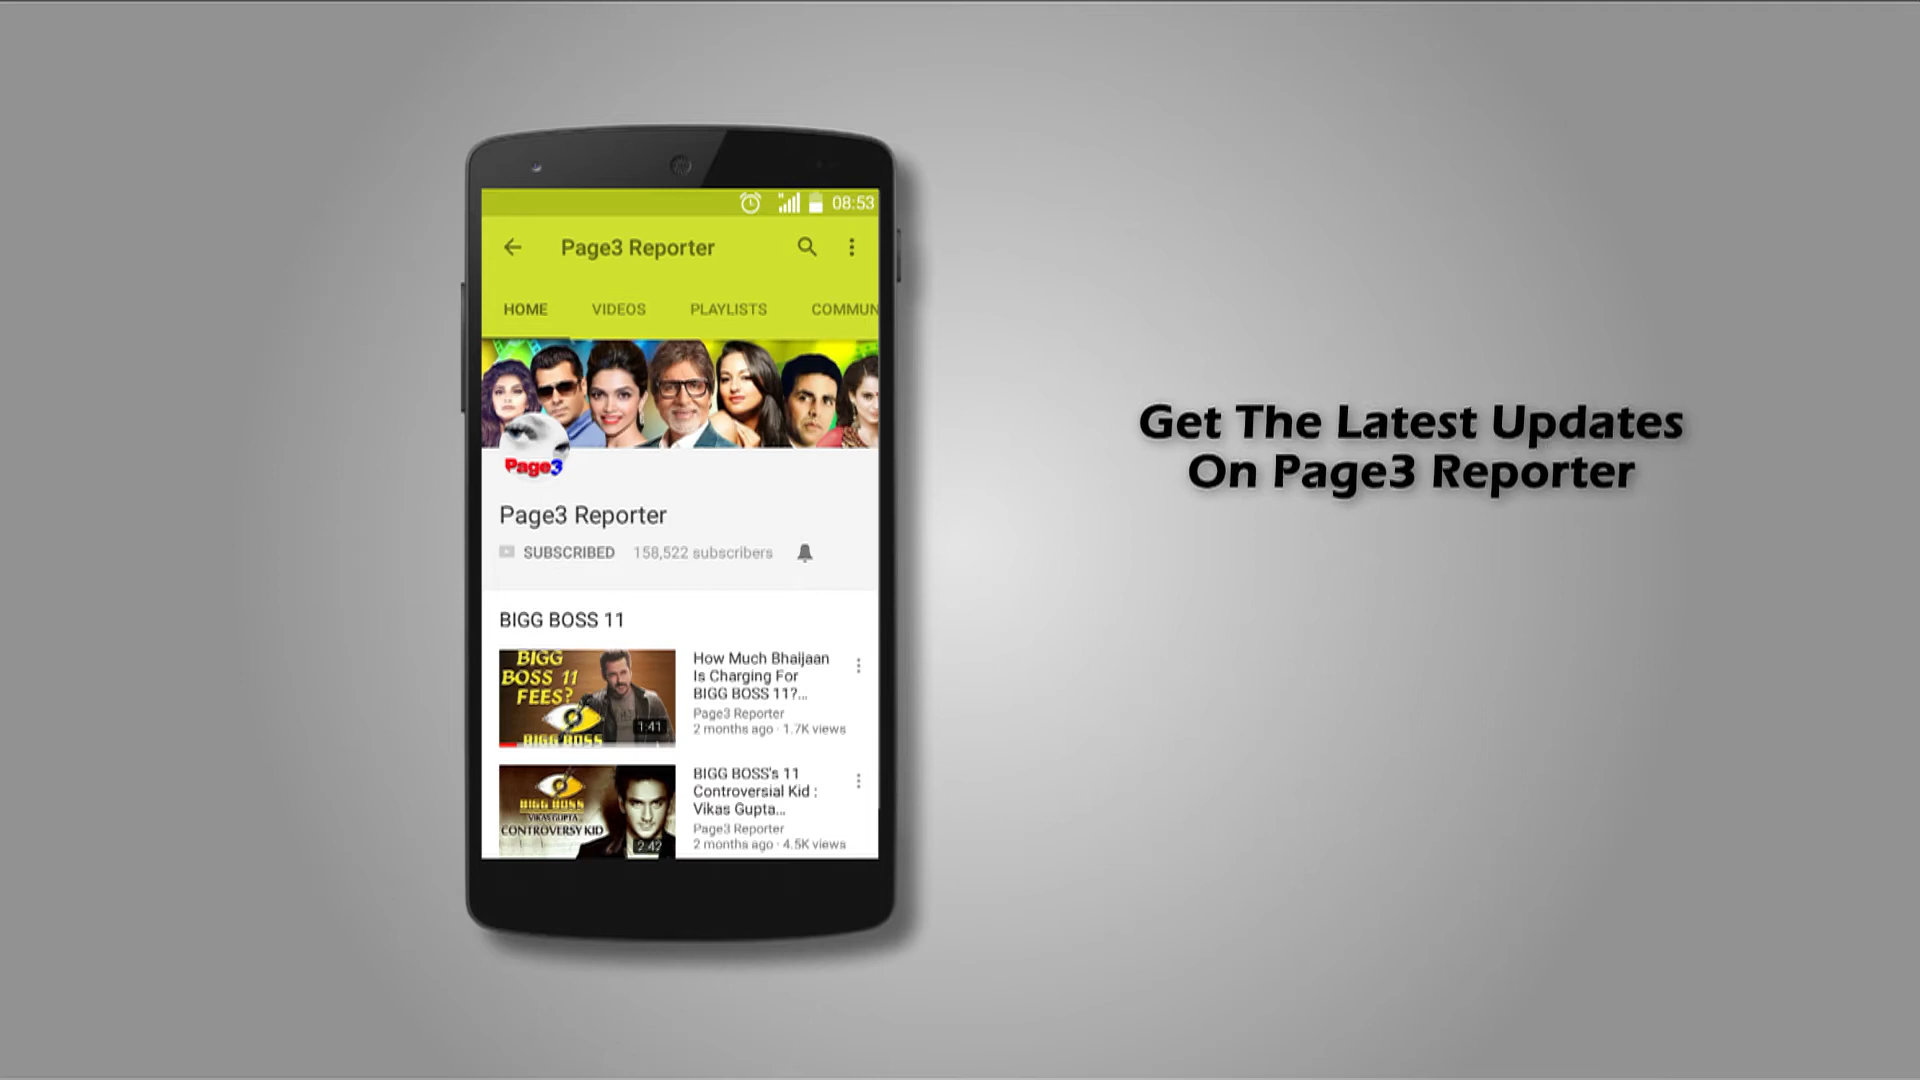 08:53
Page3 Reporter
HOME VIDEOS PLAYLISTS COMMUN
Page3
Page3 Reporter
SUBSCRIBED 158,522 subscribers
BIGG BOSS 11
BIGG
BOSS 11
FEES?
BIGG BOSS
1:41
How Much Bhaijaan
Is Charging For
BIGG BOSS 11?...
Page3 Reporter
2 months ago · 1.7K views
BIGG BOSS
VIKAS GUPTA
CONTROVERSY KID
2:42
BIGG BOSS's 11
Controversial Kid :
Vikas Gupta...
Page3 Reporter
2 months ago · 4.5K views
Get The Latest Updates
On Page3 Reporter